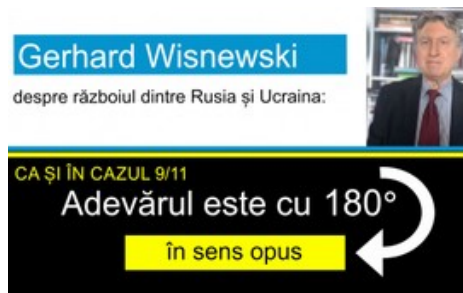 Gerhard Wisnewski
despre războiul dintre Rusia și Ucraina:
CA ȘI ÎN CAZUL 9/11
Adevărul este cu 180°
în sens opus